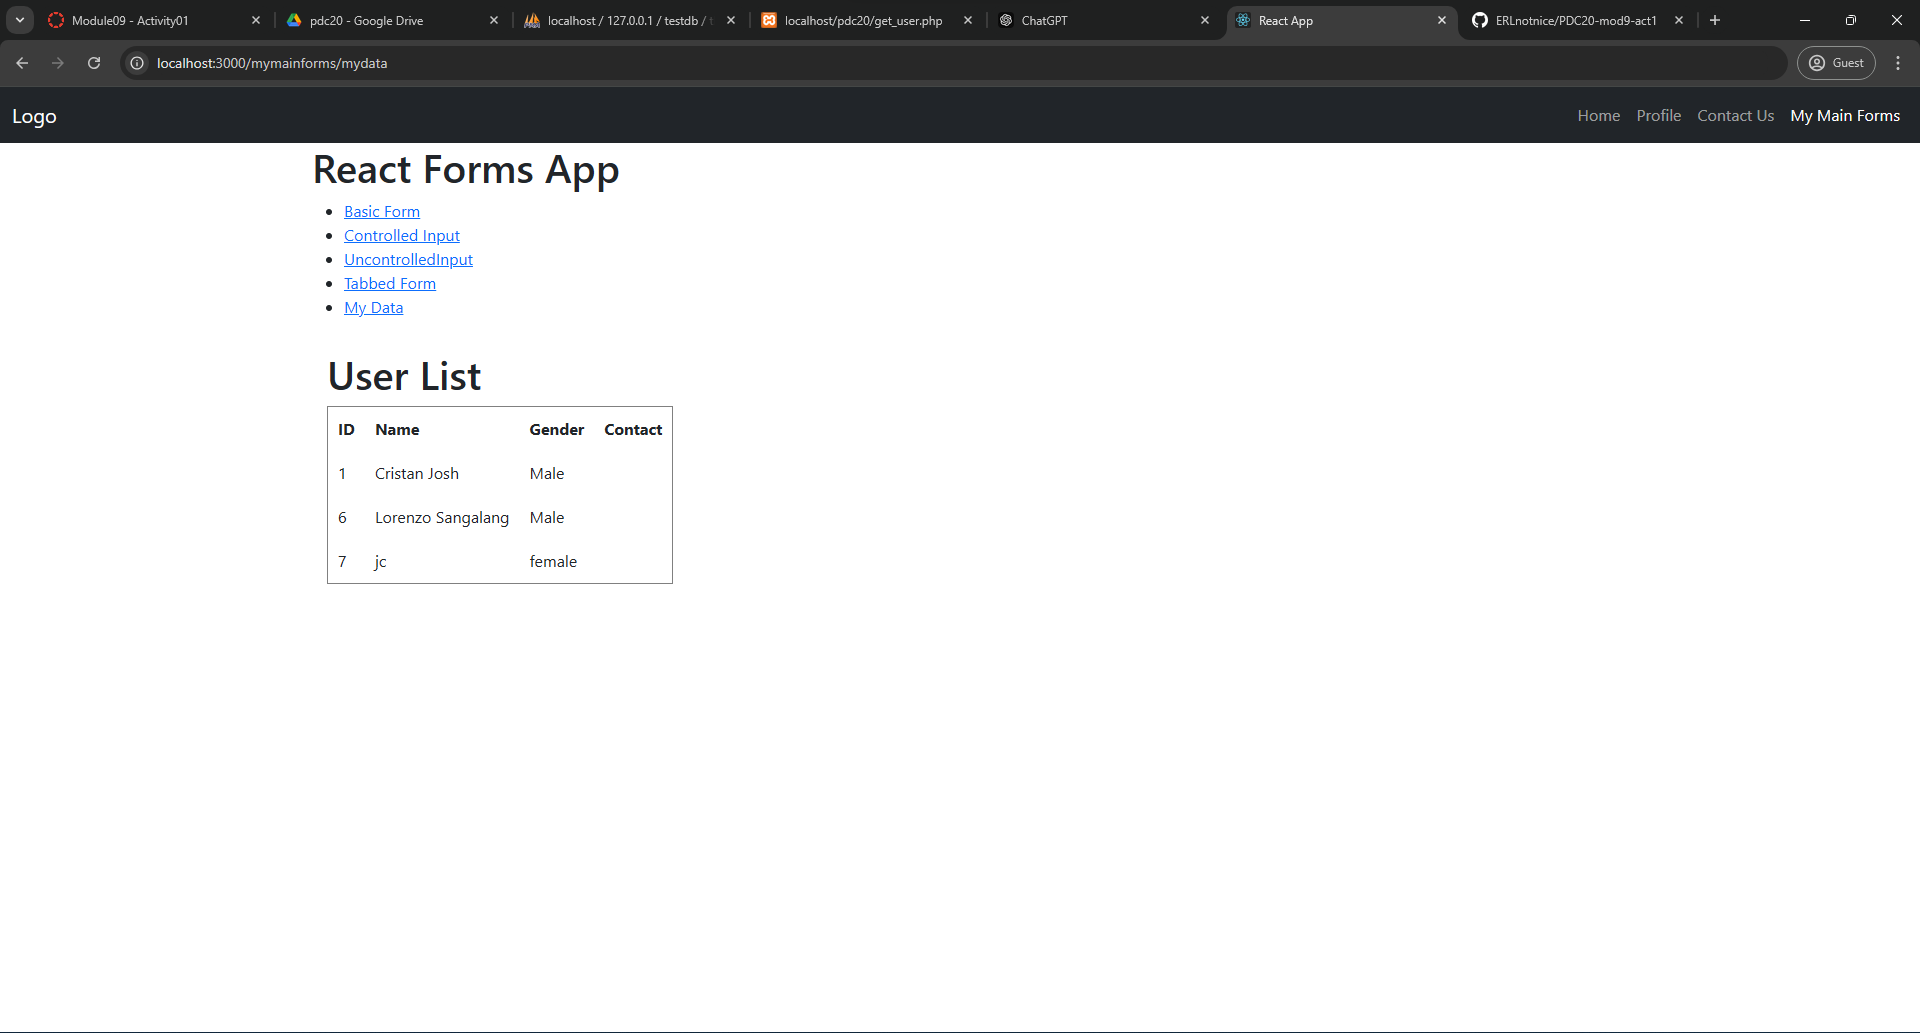 Module09 - Activity01
pdc20 - Google Drive
localhost / 127.0.0.1 / testdb /
localhost/pdc20/get_user.php
ChatGPT
React App
ERLnotnice/PDC20-mod9-act1
localhost:3000/mymainforms/mydata
Guest
Logo
Home Profile Contact Us My Main Forms
React Forms App
Basic Form
Controlled Input
UncontrolledInput
Tabbed Form
My Data
User List
ID Name Gender Contact
1 Cristan Josh Male
6 Lorenzo Sangalang Male
7 jc female